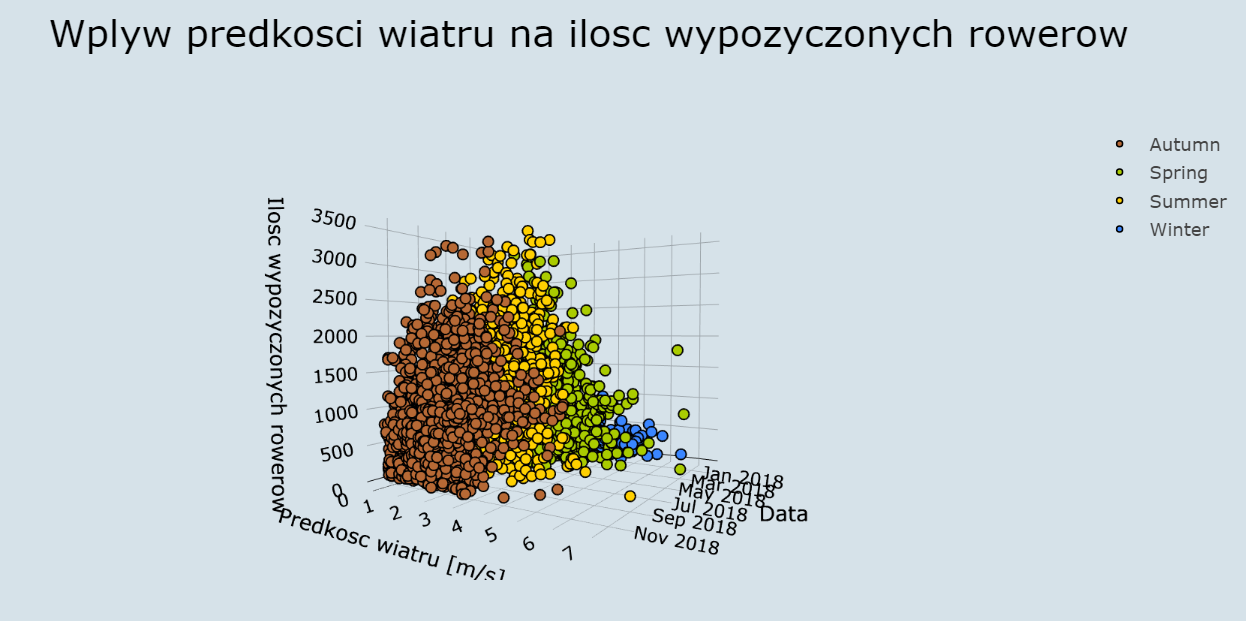 Wplyw predkosci wiatru na ilosc wypozyczonych rowerow
Autumn
Spring
Summer
Winter
Ilosc wypozyczonych rowerow
3500
3000
2500
2000
1500
1000
500
0
0
1
2
3
4
5
6
7
Predkosc wiatru [m/s]
Jan 2018
Mar 2018
May 2018
Jul 2018
Sep 2018
Nov 2018
Data